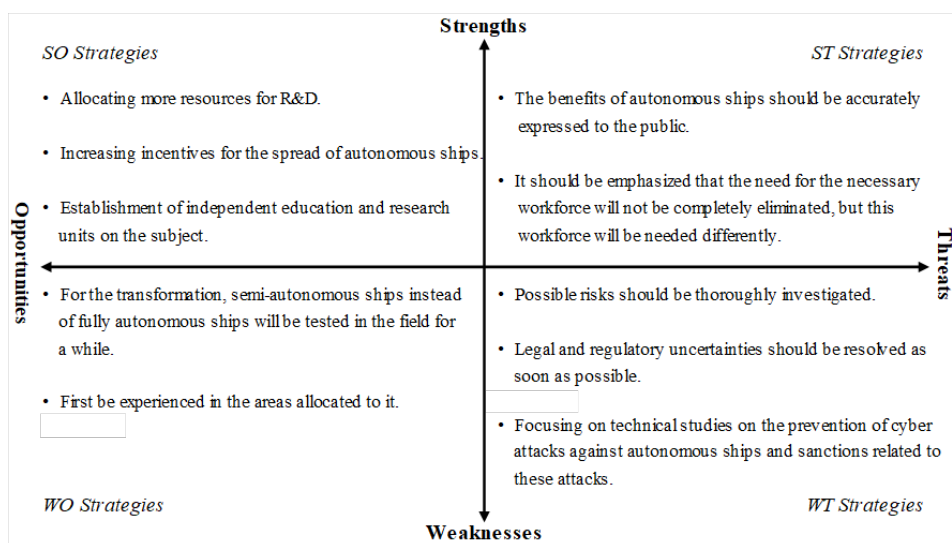 Strengths
SO Strategies
• Allocating more resources for R&D.
• Increasing incentives for the spread of autonomous ships.
• Establishment of independent education and research
units on the subject.
ST Strategies
• The benefits of autonomous ships should be accurately
expressed to the public.
• It should be emphasized that the need for the necessary
workforce will not be completely eliminated, but this
workforce will be needed differently.
Opportunities
Threats
• For the transformation, semi-autonomous ships instead
of fully autonomous ships will be tested in the field for
a while.
• First be experienced in the areas allocated to it.
WO Strategies
• Possible risks should be thoroughly investigated.
• Legal and regulatory uncertainties should be resolved as
soon as possible.
• Focusing on technical studies on the prevention of cyber
attacks against autonomous ships and sanctions related to
these attacks.
WT Strategies
Weaknesses